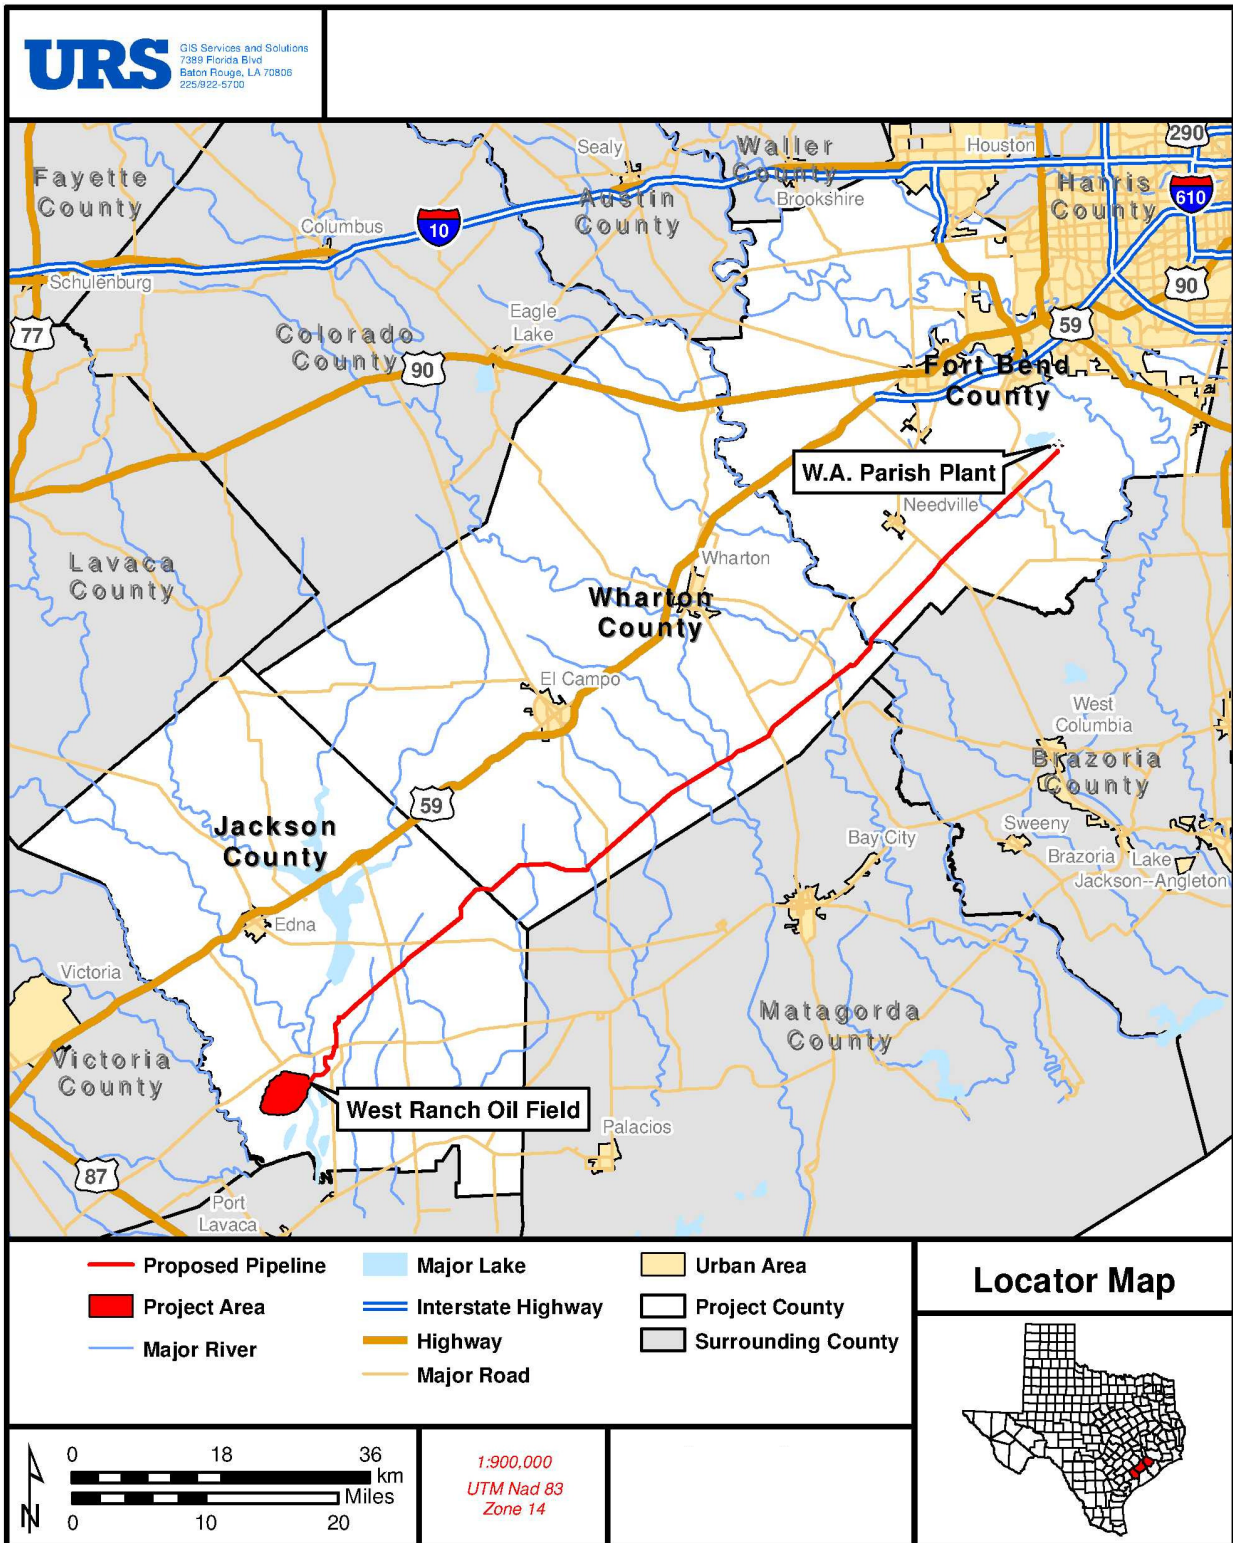 URS
GIS Services and Solutions
7389 Florida Blvd
Baton Rouge, LA 70806
225/922-5700
290
Sealy
Waller
County
Houston
Fayette
County
Harris
County
610
Austin
County
Brookshire
Columbus
10
Schulenburg
90
77
Eagle
Lake
59
Colorado
County
90
Fort Bend
County
W.A. Parish Plant
Needville
Lavaca
County
Wharton
Wharton
County
El Campo
West
Columbia
Brazoria
County
59
Jackson
County
Bay City
Sweeny
Brazoria
Lake
Jackson--Angleton
Edna
Victoria
Matagorda
County
Victoria
County
West Ranch Oil Field
Palacios
87
Port
Lavaca
Proposed Pipeline
Project Area
Major River
Major Lake
Interstate Highway
Highway
Major Road
Urban Area
Project County
Surrounding County
Locator Map
N
0 18 36
km
Miles
0 10 20
1:900,000
UTM Nad 83
Zone 14